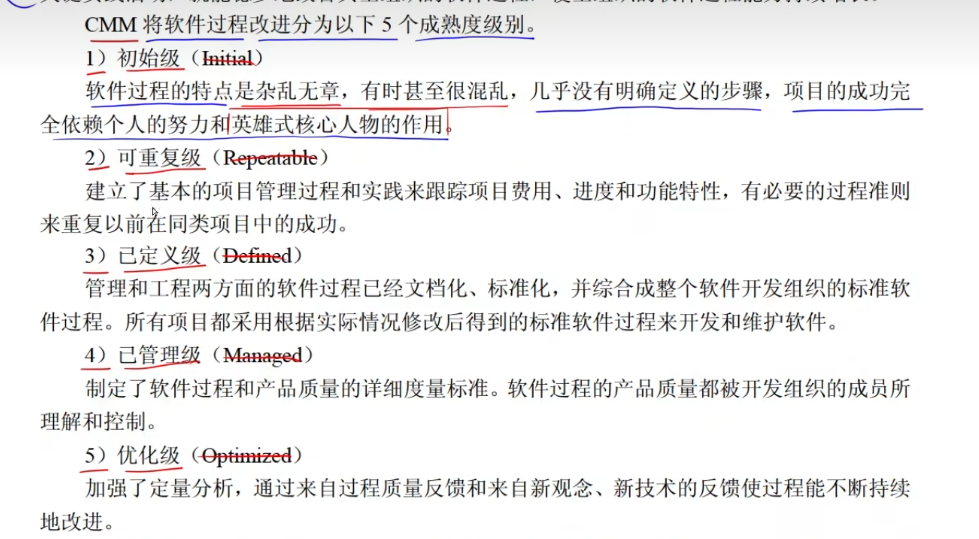 CMM 将软件过程改进分为以下 5 个成熟度级别。
1）初始级（Initial）
软件过程的特点是杂乱无章，有时甚至很混乱，几乎没有明确定义的步骤，项目的成功完
全依赖个人的努力和英雄式核心人物的作用。
2）可重复级（Repeatable）
建立了基本的项目管理过程和实践来跟踪项目费用、进度和功能特性，有必要的过程准则
来重复以前在同类项目中的成功。
3）已定义级（Defined）
管理和工程两方面的软件过程已经文档化、标准化，并综合成整个软件开发组织的标准软
件过程。所有项目都采用根据实际情况修改后得到的标准软件过程来开发和维护软件。
4）已管理级（Managed）
制定了软件过程和产品质量的详细度量标准。软件过程的产品质量都被开发组织的成员所
理解和控制。
5）优化级（Optimized）
加强了定量分析，通过来自过程质量反馈和来自新观念、新技术的反馈使过程能不断持续
地改进。